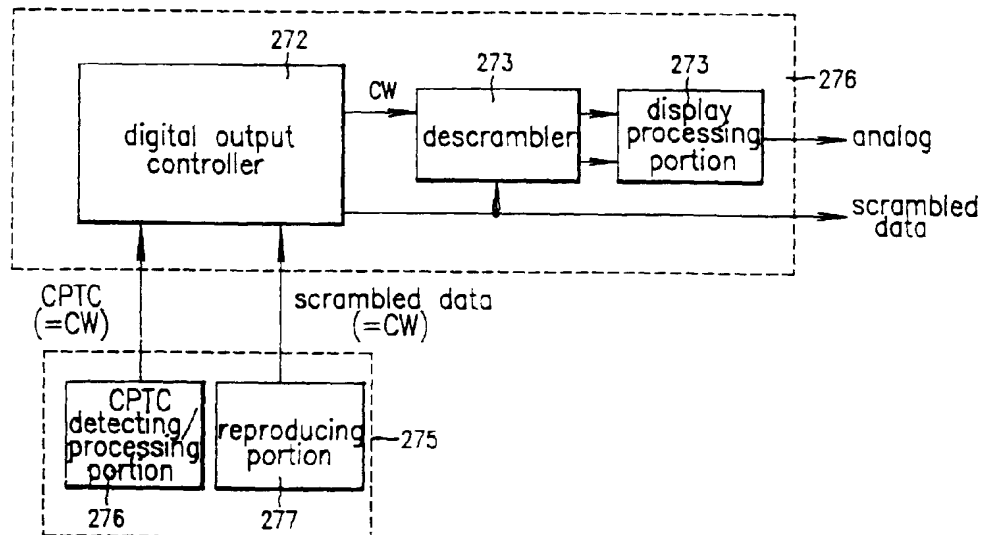 272
CW
273
273
276
digital output
controller
descrambler
display
processing
portion
analog
scrambled
data
CPTC
(=CW)
scrambled data
(=CW)
CPTC
detecting/
processing
portion
reproducing
portion
275
276
277